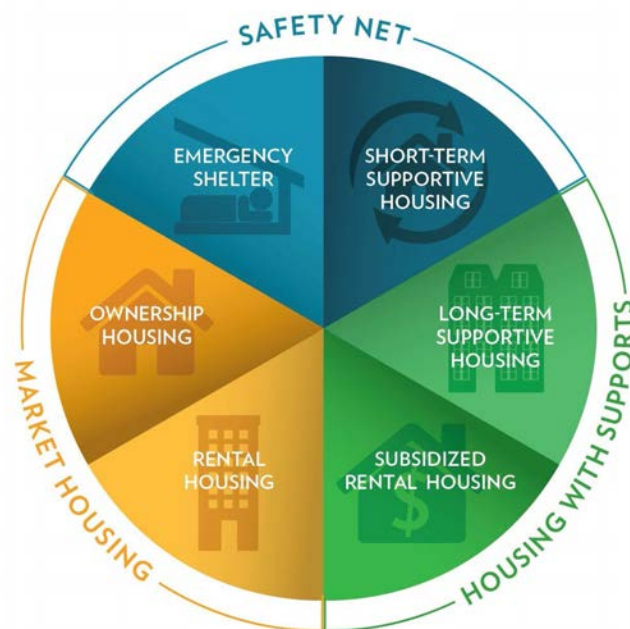 SAFETY NET
EMERGENCY
SHELTER
SHORT-TERM
SUPPORTIVE
HOUSING
OWNERSHIP
HOUSING
LONG-TERM
SUPPORTIVE
HOUSING
RENTAL
HOUSING
SUBSIDIZED
RENTAL HOUSING
$
MARKET HOUSING
HOUSING WITH SUPPORTS